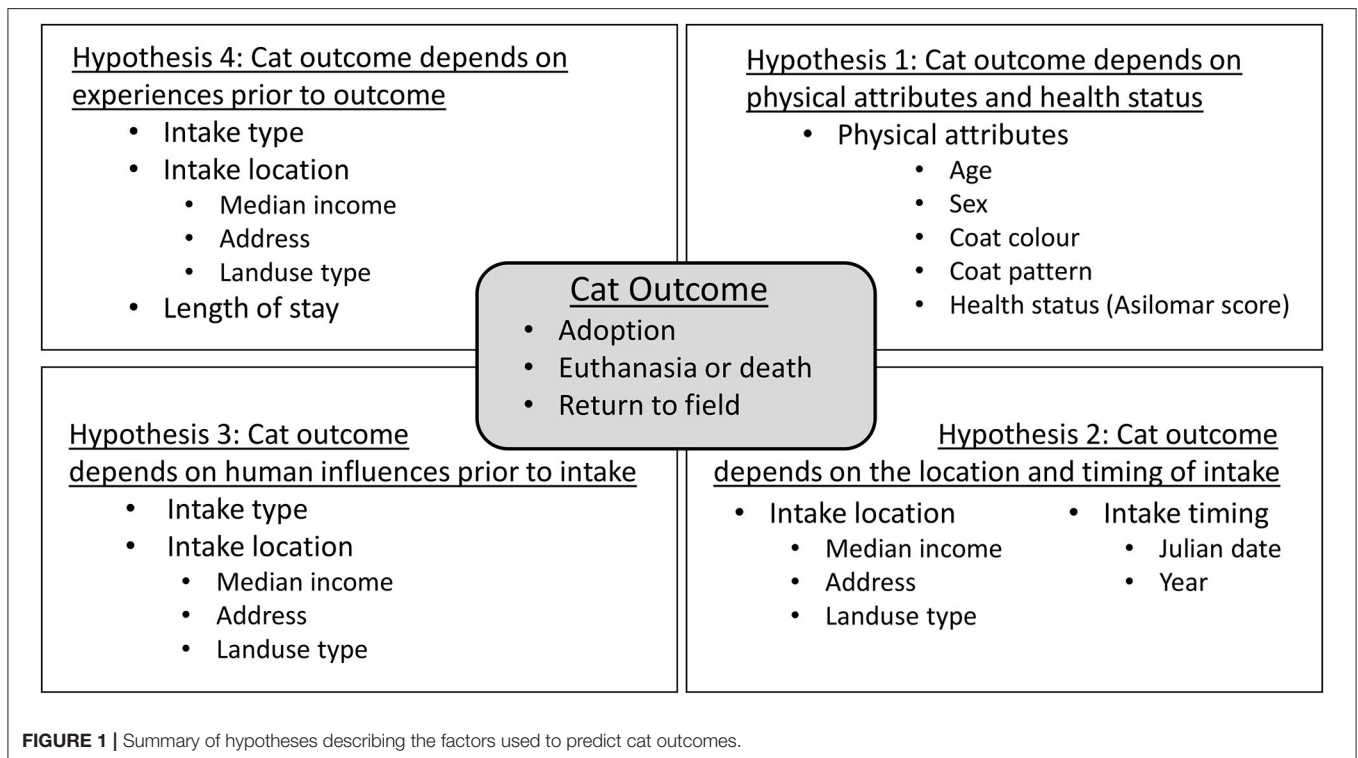 Hypothesis 4: Cat outcome depends on
experiences prior to outcome
• Intake type
• Intake location
• Median income
• Address
• Landuse type
• Length of stay
Hypothesis 1: Cat outcome depends on
physical attributes and health status
• Physical attributes
• Age
• Sex
• Coat colour
• Coat pattern
• Health status (Asilomar score)
Cat Outcome
• Adoption
• Euthanasia or death
• Return to field
Hypothesis 3: Cat outcome
depends on human influences prior to intake
• Intake type
• Intake location
• Median income
• Address
• Landuse type
Hypothesis 2: Cat outcome
depends on the location and timing of intake
• Intake location
• Median income
• Address
• Landuse type
• Intake timing
• Julian date
• Year
FIGURE 1 | Summary of hypotheses describing the factors used to predict cat outcomes.